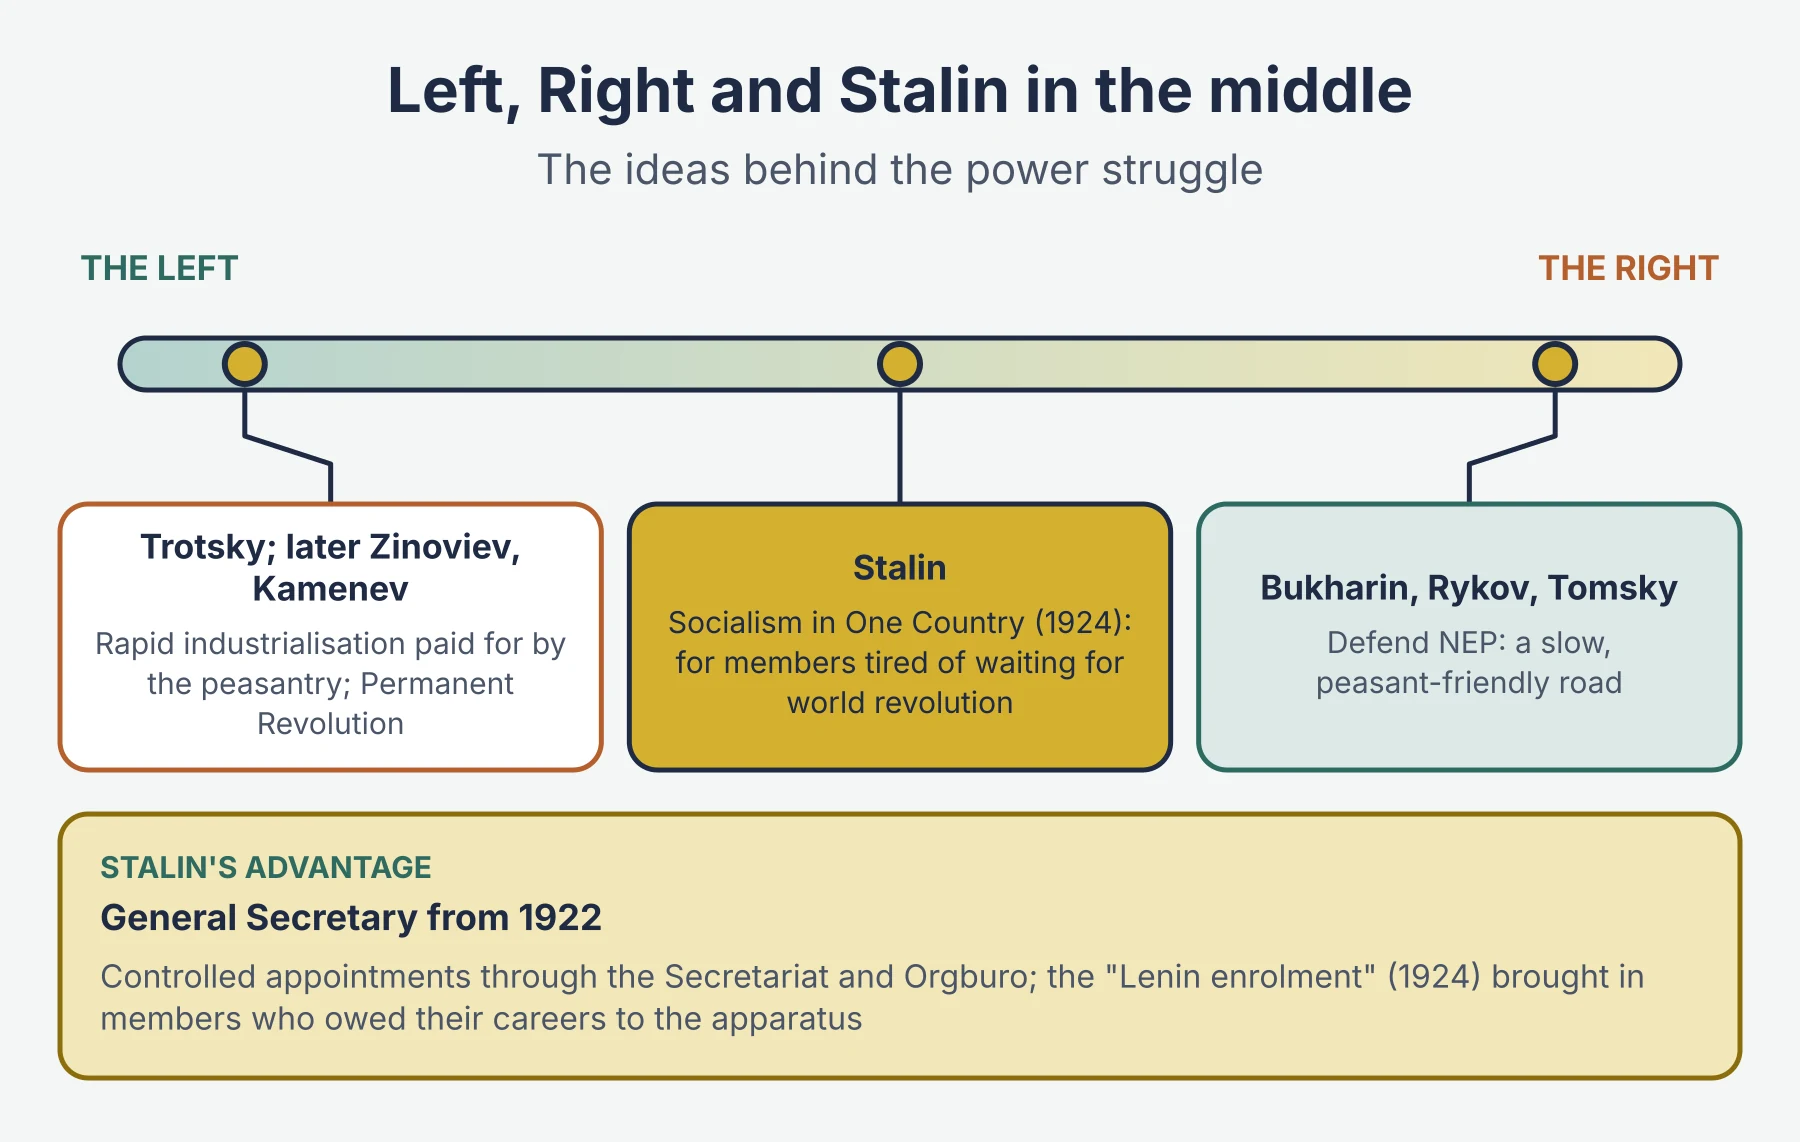 Left, Right and Stalin in the middle
The ideas behind the power struggle
THE LEFT
THE RIGHT
Trotsky; later Zinoviev,
Kamenev
Rapid industrialisation paid for by
the peasantry; Permanent
Revolution
Stalin
Socialism in One Country (1924):
for members tired of waiting for
world revolution
Bukharin, Rykov, Tomsky
Defend NEP: a slow,
peasant-friendly road
STALIN'S ADVANTAGE
General Secretary from 1922
Controlled appointments through the Secretariat and Orgburo; the "Lenin enrolment" (1924) brought in
members who owed their careers to the apparatus